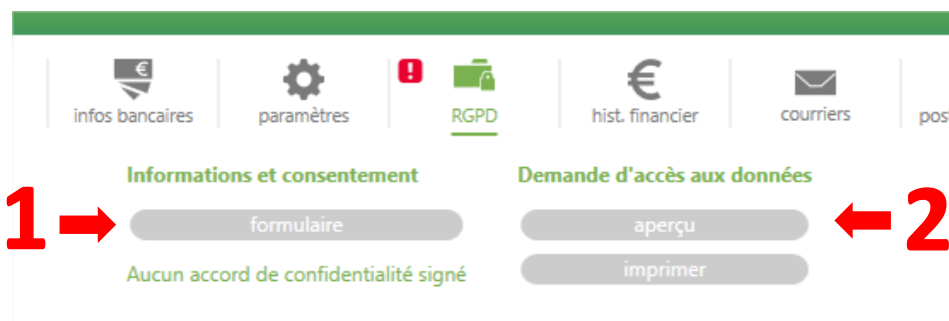 infos bancaires
paramètres
!
RGPD
€
hist. financier
courriers
pos
Informations et consentement
Demande d'accès aux données
1
formulaire
aperçu
2
Aucun accord de confidentialité signé
imprimer